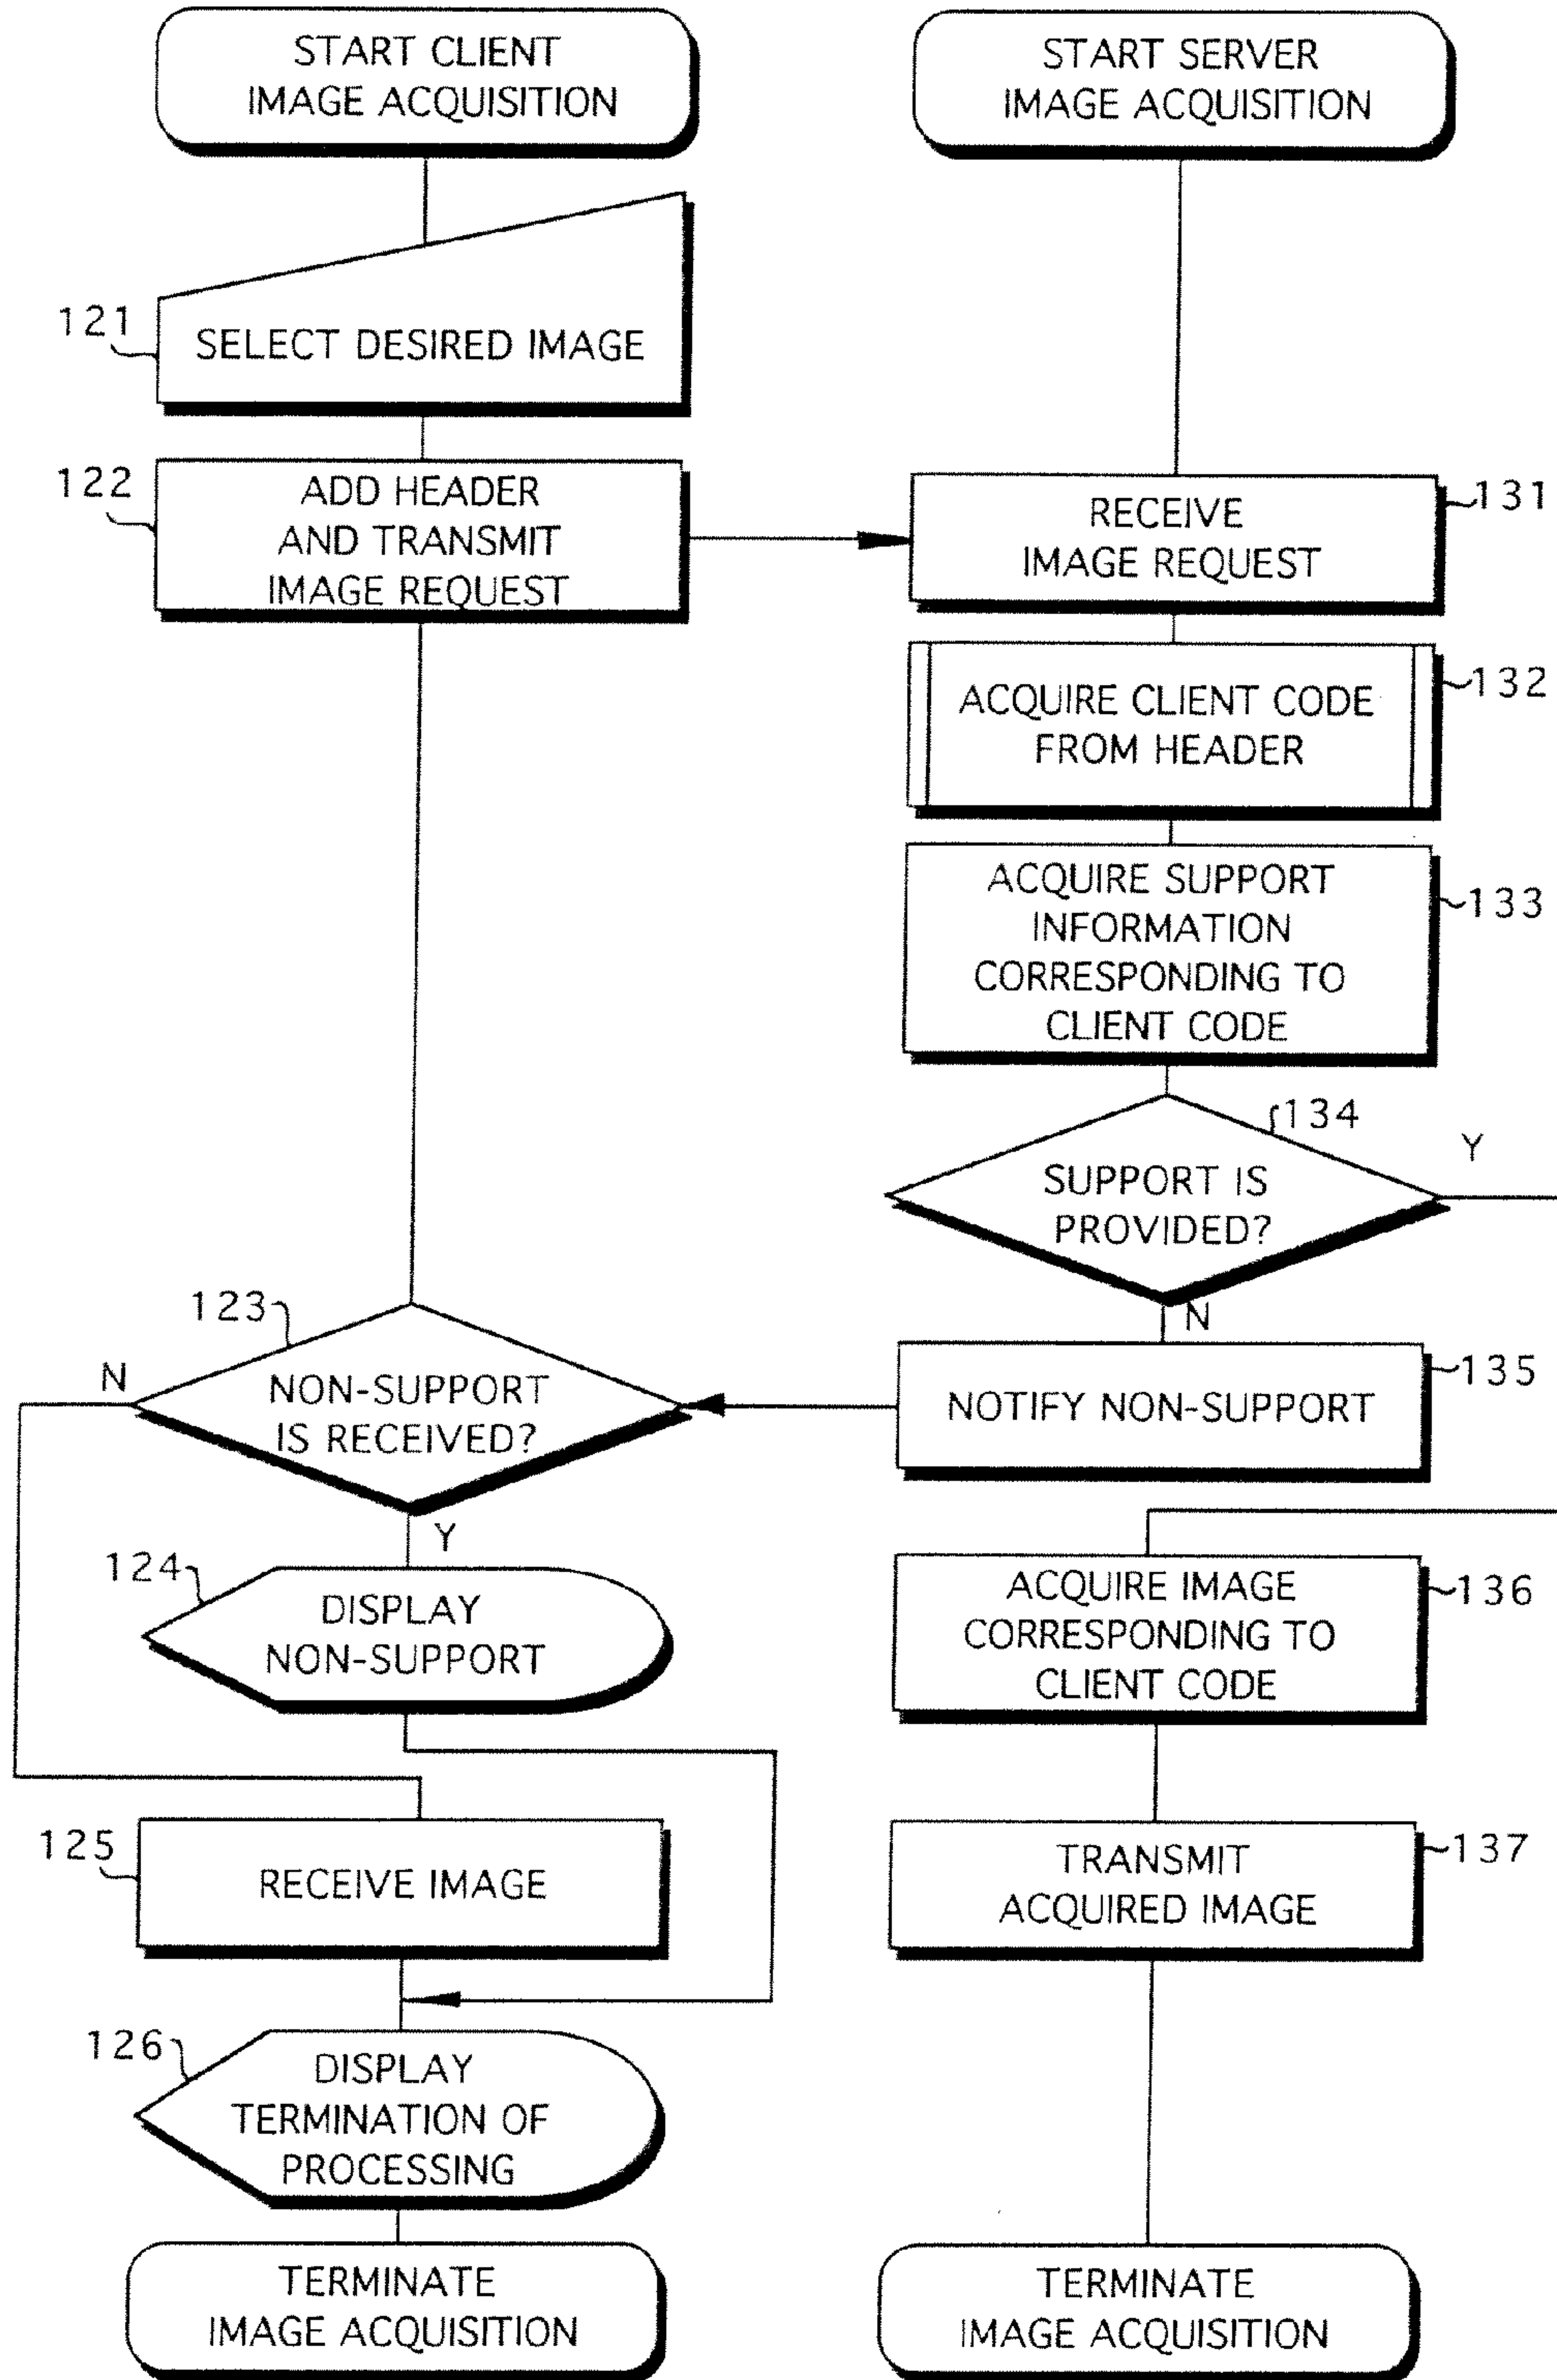 START CLIENT
IMAGE ACQUISITION
121
SELECT DESIRED IMAGE
122
ADD HEADER
AND TRANSMIT
IMAGE REQUEST
123
N
NON-SUPPORT
IS RECEIVED?
Y
124
DISPLAY
NON-SUPPORT
125
RECEIVE IMAGE
126
DISPLAY
TERMINATION OF
PROCESSING
TERMINATE
IMAGE ACQUISITION
START SERVER
IMAGE ACQUISITION
131
RECEIVE
IMAGE REQUEST
132
ACQUIRE CLIENT CODE
FROM HEADER
133
ACQUIRE SUPPORT
INFORMATION
CORRESPONDING TO
CLIENT CODE
134
Y
SUPPORT IS
PROVIDED?
N
135
NOTIFY NON-SUPPORT
136
ACQUIRE IMAGE
CORRESPONDING TO
CLIENT CODE
137
TRANSMIT
ACQUIRED IMAGE
TERMINATE
IMAGE ACQUISITION